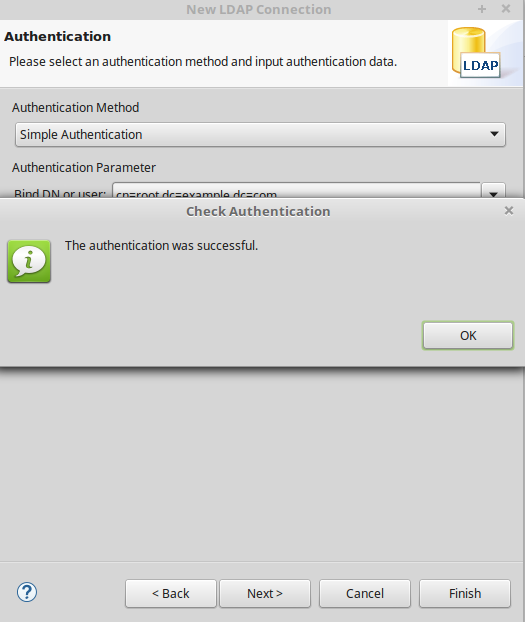 New LDAP Connection
Authentication
Please select an authentication method and input authentication data.
LDAP
Authentication Method
Simple Authentication
Authentication Parameter
Bind DN or user: cn=root,dc=example,dc=com
Check Authentication
The authentication was successful.
OK
< Back Next > Cancel Finish